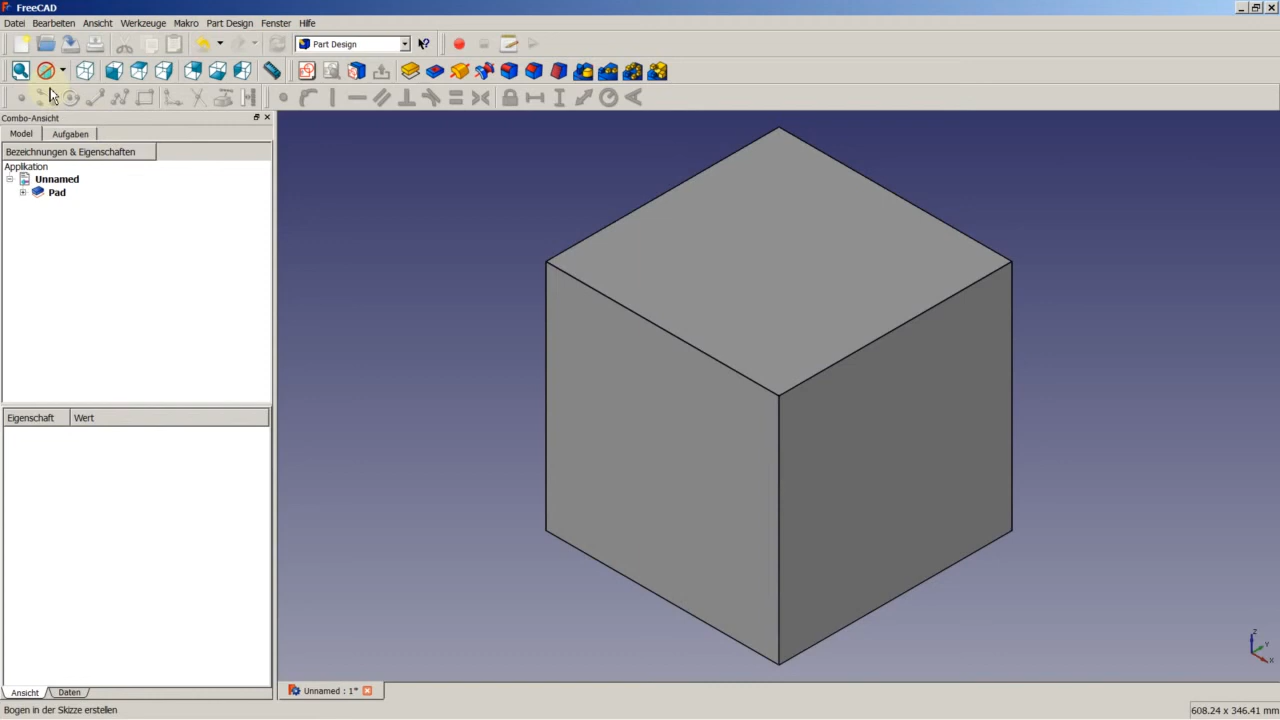 FreeCAD
Datei Bearbeiten Ansicht Werkzeuge Makro Part Design Fenster Hilfe
Part Design
Combo-Ansicht
Model Aufgaben
Bezeichnungen & Eigenschaften
Applikation
Unnamed
Pad
Eigenschaft Wert
Z
Y
X
Ansicht Daten
Unnamed : 1*
Bogen in der Skizze erstellen
608.24 x 346.41 mm